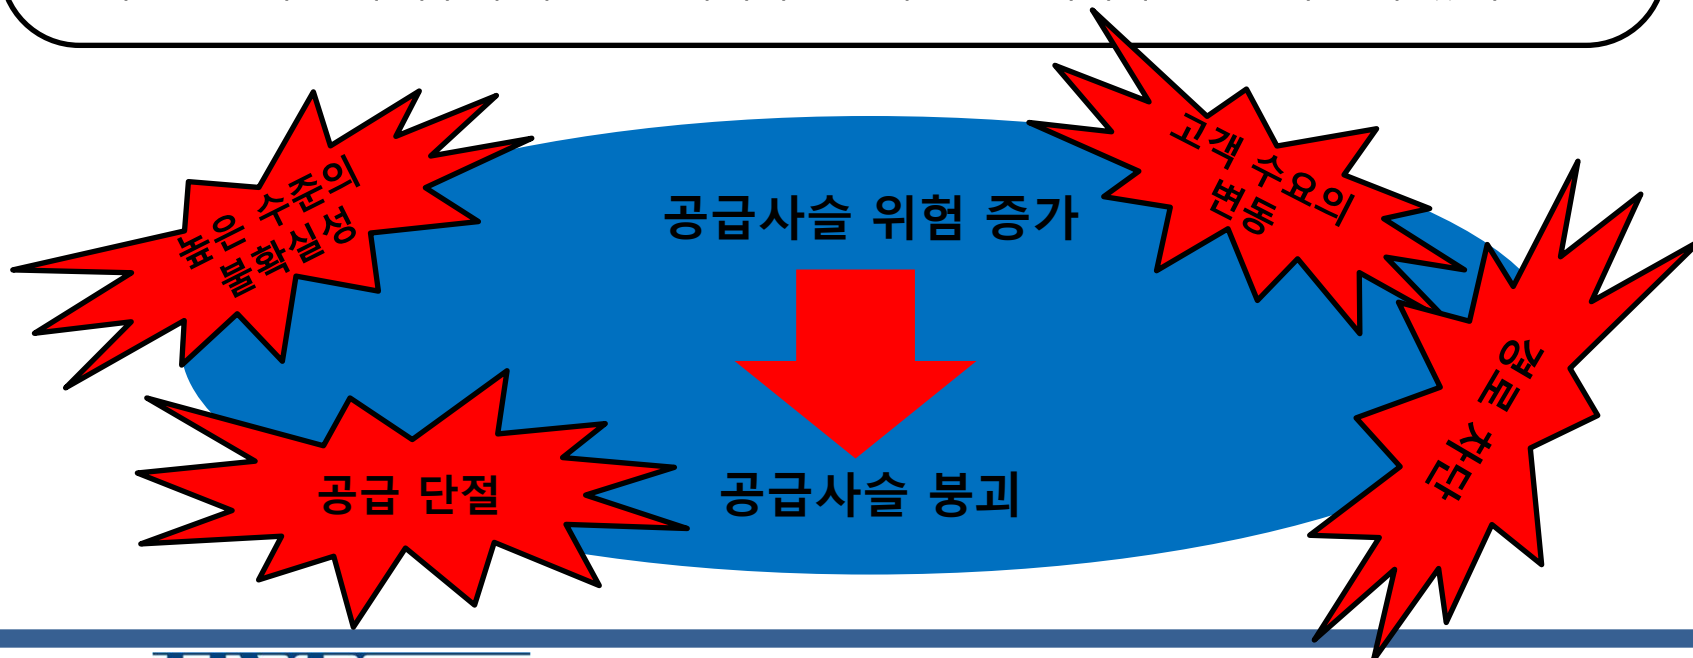 높은 수준의
불확실성
고객 수요의
변동
공급사슬 위험 증가
경로 차단
공급 단절
공급사슬 붕괴